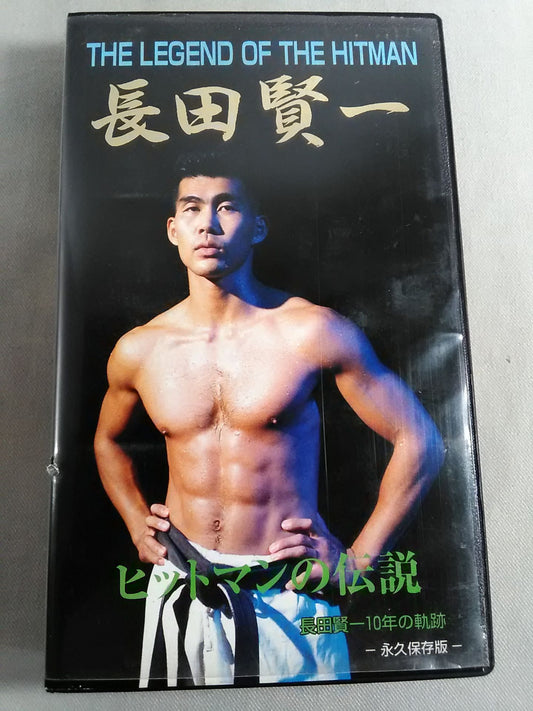 THE LEGEND OF THE HITMAN
長田賢一
ヒットマンの伝説
長田賢一10年の軌跡
－永久保存版－